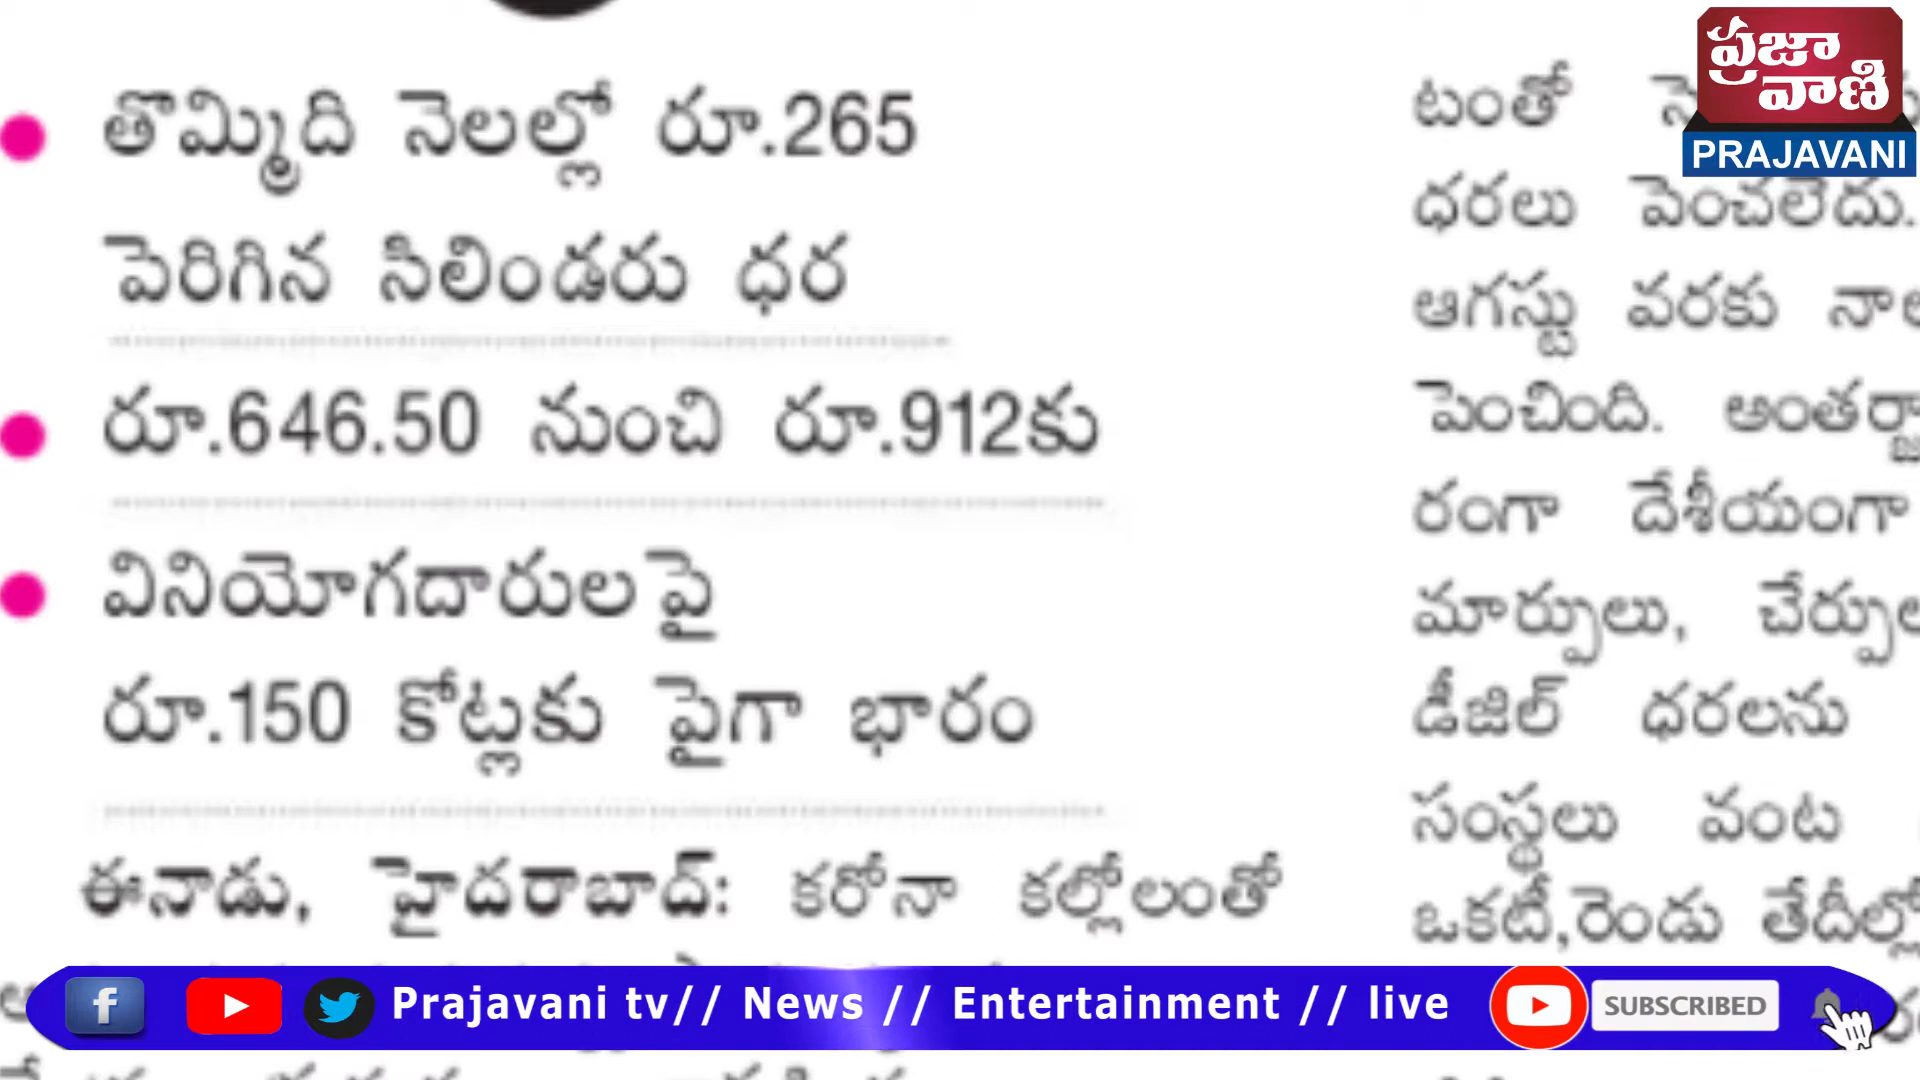 తొమ్మిది నెలల్లో రూ.265
పెరిగిన సిలిండరు ధర
రూ.646.50 నుంచి రూ.912కు
వినియోగదారులపై
రూ.150 కోట్లకు పైగా భారం
ఈనాడు, హైదరాబాద్: కరోనా కల్లోలంతో
టంతో
ధరలు పెంచలేదు.
ఆగస్టు వరకు
పెంచింది.
రంగా దేశీయంగా
మార్పులు,
డీజిల్ ధరలను
సంస్థలు వంట
ఒకటి,రెండు తేదీల్లో
ప్రజా
వాణి
PRAJAVANI
Prajavani tv// News // Entertainment // live
SUBSCRIBED